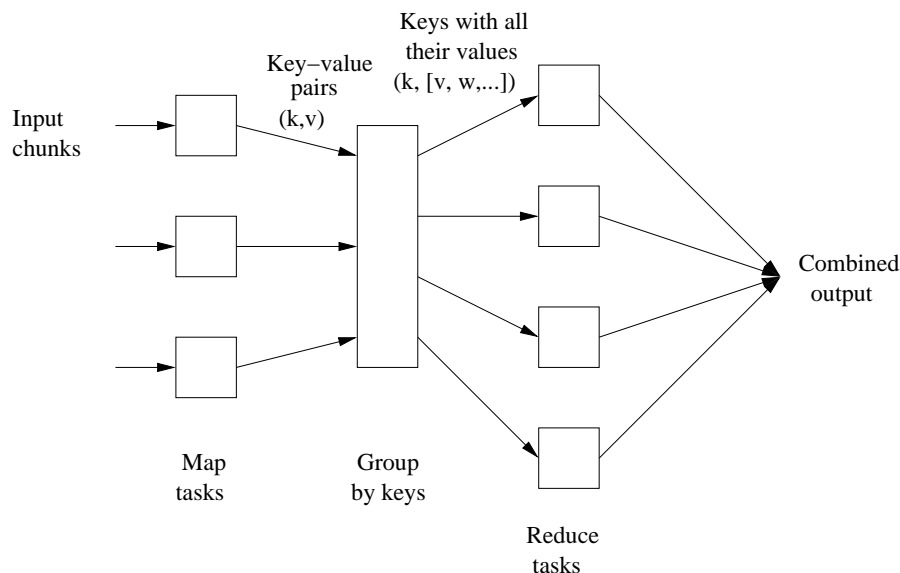 Keys with all
their values
(k, [v, w,...])
Key−value
pairs
(k,v)
Input
chunks
Combined
output
Map
tasks
Group
by keys
Reduce
tasks